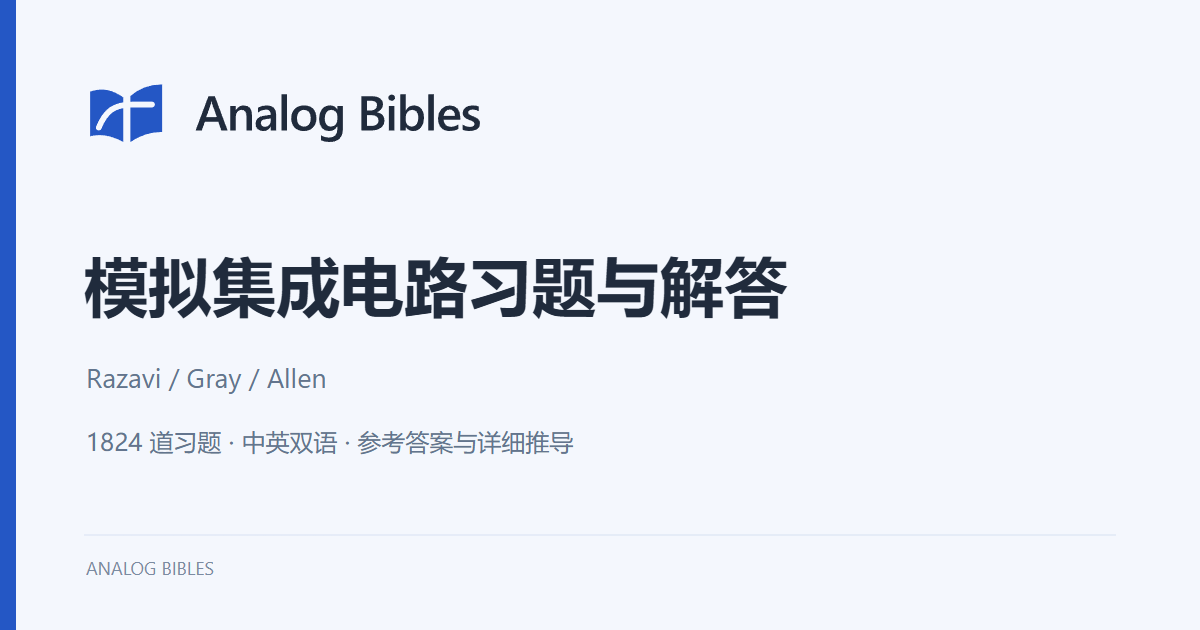 Analog Bibles
模拟集成电路习题与解答
Razavi / Gray / Allen
1824 道习题 · 中英双语 · 参考答案与详细推导
ANALOG BIBLES